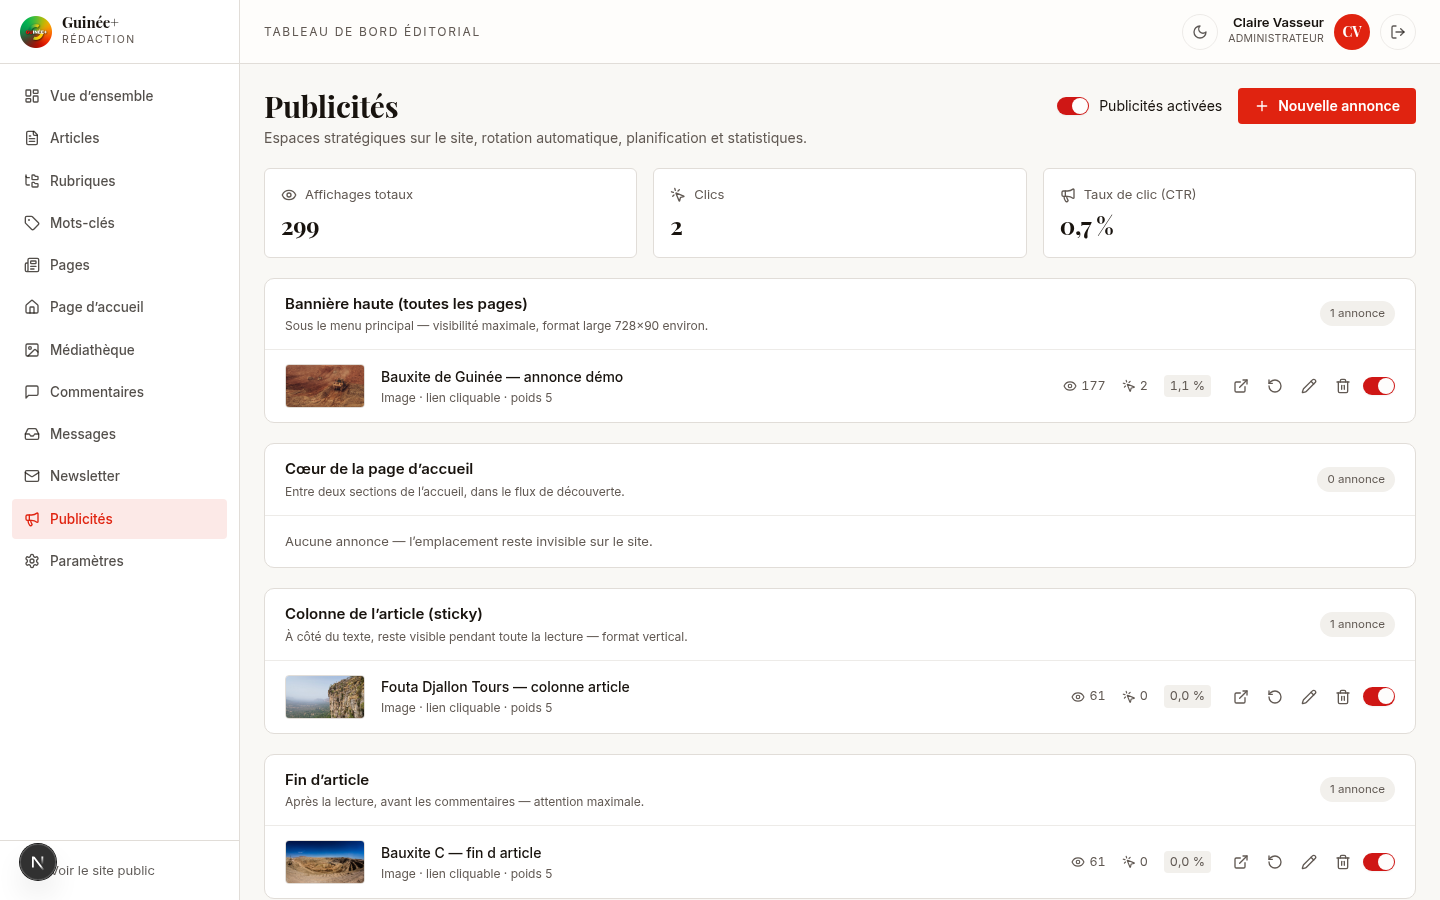 Guinée+
RÉDACTION
TABLEAU DE BORD ÉDITORIAL
Claire Vasseur
ADMINISTRATEUR
CV
Vue d’ensemble
Articles
Rubriques
Mots-clés
Pages
Page d’accueil
Médiathèque
Commentaires
Messages
Newsletter
Publicités
Paramètres
N
oir le site public
Publicités
Espaces stratégiques sur le site, rotation automatique, planification et statistiques.
Publicités activées
Nouvelle annonce
Affichages totaux
299
Clics
2
Taux de clic (CTR)
0,7 %
Bannière haute (toutes les pages)
Sous le menu principal — visibilité maximale, format large 728×90 environ.
1 annonce
Bauxite de Guinée — annonce démo
Image · lien cliquable · poids 5
177 2 1,1 %
Cœur de la page d’accueil
Entre deux sections de l’accueil, dans le flux de découverte.
0 annonce
Aucune annonce — l’emplacement reste invisible sur le site.
Colonne de l’article (sticky)
À côté du texte, reste visible pendant toute la lecture — format vertical.
1 annonce
Fouta Djallon Tours — colonne article
Image · lien cliquable · poids 5
61 0 0,0 %
Fin d’article
Après la lecture, avant les commentaires — attention maximale.
1 annonce
Bauxite C — fin d article
Image · lien cliquable · poids 5
61 0 0,0 %